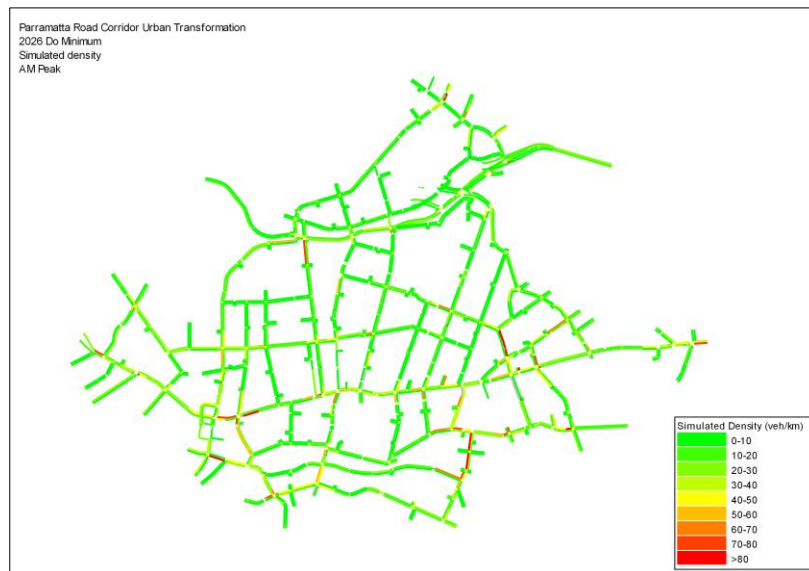 Parramatta Road Corridor Urban Transformation
2026 Do Minimum
Simulated density
AM Peak
Simulated Density (veh/km)
0-10
10-20
20-30
30-40
40-50
50-60
60-70
70-80
>80